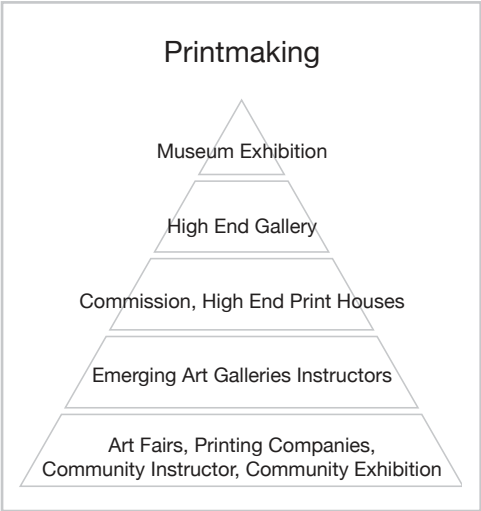 Printmaking
Museum Exhibition
High End Gallery
Commission, High End Print Houses
Emerging Art Galleries Instructors
Art Fairs, Printing Companies,
Community Instructor, Community Exhibition